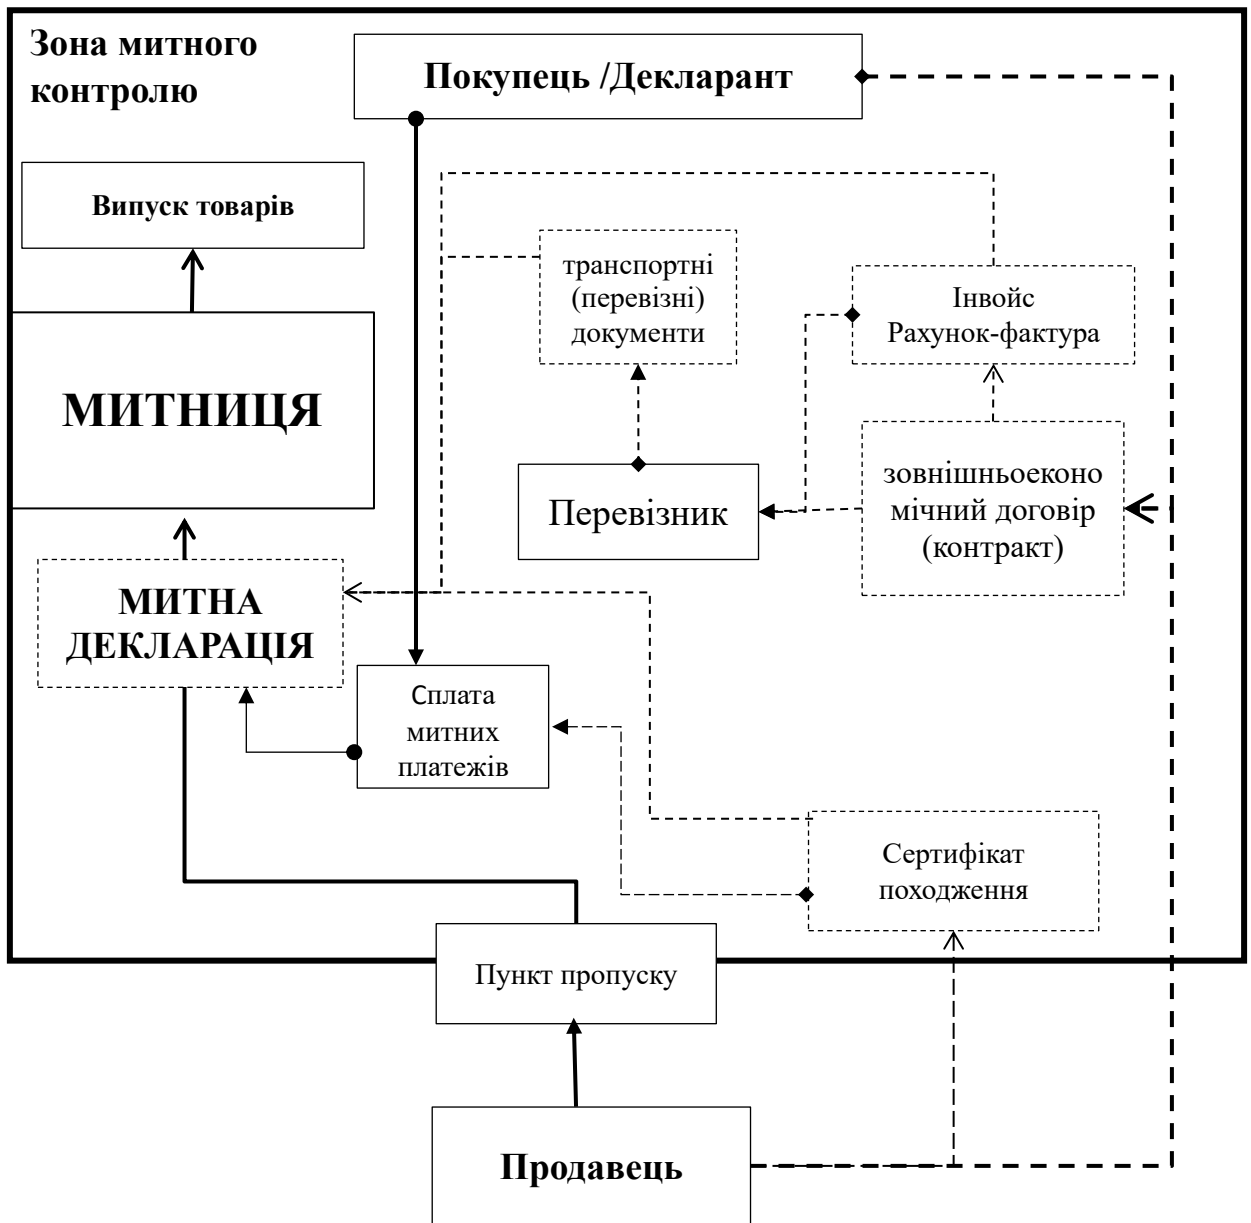 Зона митного
контролю
Покупець /Декларант
Випуск товарів
транспортні
(перевізні)
документи
Інвойс
Рахунок-фактура
МИТНИЦЯ
Перевізник
зовнішньоеконо
мічний договір
(контракт)
МИТНА
ДЕКЛАРАЦІЯ
Сплата
митних
платежів
Сертифікат
походження
Пункт пропуску
Продавець